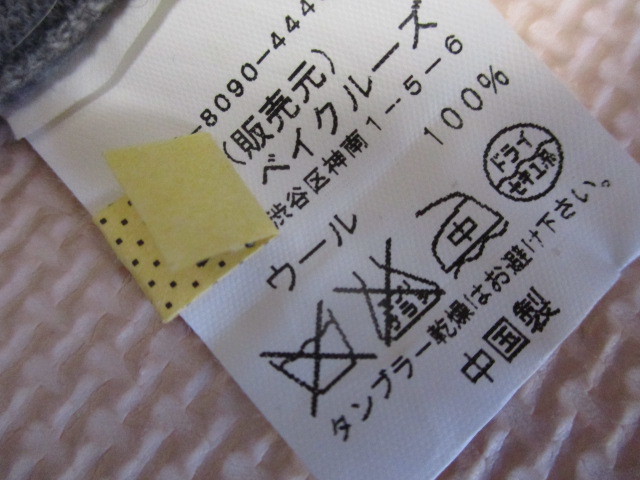 -8090-444
(販売元)
ベイクルーズ
渋谷区神南1-5-6
ウール 100%
中
ドライ
セキユ系
タンブラー乾燥はお避け下さい。
中国製